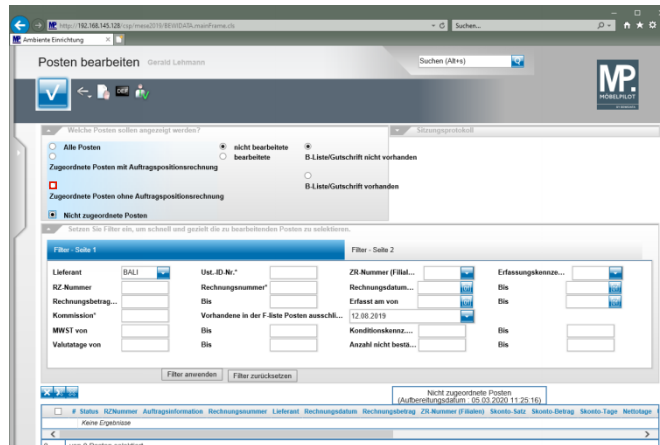 http://192.168.145.128/csp/mese2019/BEWIDATA.mainFrame.cls
Suchen...
Ambiente Einrichtung
Posten bearbeiten Gerald Lehmann
Suchen (Alt+s)
MP.
MÖBELPILOT
Welche Posten sollen angezeigt werden?
Sitzungsprotokoll
Alle Posten
nicht bearbeitete
bearbeitete
B-Liste/Gutschrift nicht vorhanden
Zugeordnete Posten mit Auftragspositionsrechnung
B-Liste/Gutschrift vorhanden
Zugeordnete Posten ohne Auftragspositionsrechnung
Nicht zugeordnete Posten
Setzen Sie Filter ein, um schnell und gezielt die zu bearbeitenden Posten zu selektieren.
Filter - Seite 1 Filter - Seite 2
Lieferant BALI Ust.-ID-Nr.* ZR-Nummer (Filial... Erfassungskennze...
RZ-Nummer Rechnungsnummer* Rechnungsdatum... Bis
Rechnungsbetrag... Bis Erfasst am von Bis
Kommission* Vorhandene in der F-liste Posten ausschli... 12.08.2019
MWST von Bis Konditionskennz.... Bis
Valutatage von Bis Anzahl nicht bestä... Bis
Filter anwenden Filter zurücksetzen
Nicht zugeordnete Posten
(Aufbereitungsdatum 05.03.2020 11:25:16)
# Status RZNummer Auftragsinformation Rechnungsnummer Lieferant Rechnungsdatum Rechnungsbetrag ZR-Nummer (Filialen) Skonto-Satz Skonto-Betrag Skonto-Tage Nettotage
Keine Ergebnisse
0 von 0 Posten selektiert